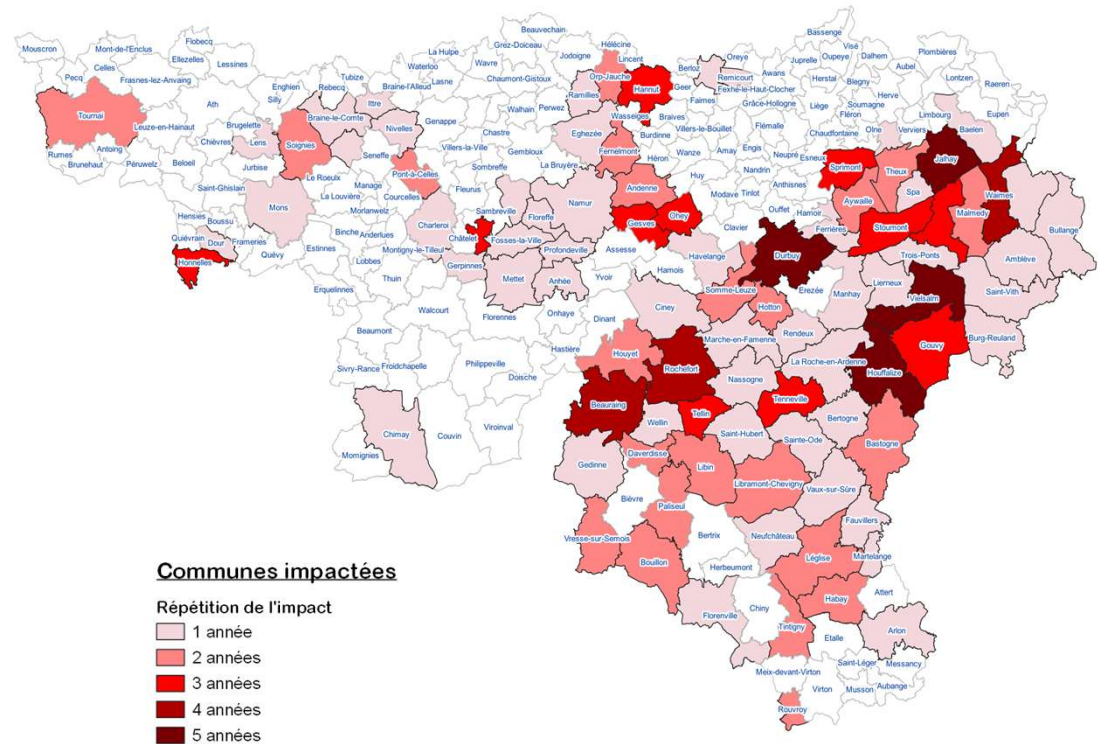 Beauvechain
Mouscron
Mont-de-l'Enclus
Flobecq
Celles
Ellezelles
Lessines
Pecq
Frasnes-lez-Anvaing
Tournai
Ath
Leuze-en-Hainaut
Rumes
Antoing
Brunehaut
Péruwelz
Beloeil
Chièvres
Brugelette
Lens
Jurbise
Enghien
Silly
Rebecq
Tubize
Braine-le-Comte
Ittre
Soignies
Braine-l'Alleud
Waterloo
La Hulpe
Lasne
Wavre
Grez-Doiceau
Chaumont-Gistoux
Jodoigne
Hélécine
Lincent
Orp-Jauche
Ramillies
Hannut
Geer
Berloz
Oreye
Remicourt
Faimes
Fexhe-le-Haut-Clocher
Awans
Juprelle
Bassenge
Oupeye
Visé
Dalhem
Herstal
Blegny
Aubel
Plombières
Lontzen
Raeren
Herve
Grâce-Hollogne
Liège
Soumagne
Fléron
Limbourg
Eupen
Baelen
Verviers
Olne
Chaudfontaine
Flémalle
Nivelles
Genappe
Walhain
Perwez
Chastre
Villers-la-Ville
Gembloux
Seneffe
Le Roeulx
Manage
Pont-à-Celles
Courcelles
Fleurus
Sombreffe
La Bruyère
Eghezée
Wasseiges
Braives
Burdinne
Villers-le-Bouillet
Fernelmont
Héron
Wanze
Amay
Engis
Neupré
Esneux
Huy
Nandrin
Anthisnes
Modave
Tinlot
Saint-Ghislain
Mons
La Louvière
Morlanwelz
Charleroi
Sambreville
Floreffe
Namur
Andenne
Hensies
Boussu
Quiévrain
Dour
Frameries
Honnelles
Quévy
Estinnes
Binche
Anderlues
Montigny-le-Tilleul
Châtelet
Fosses-la-Ville
Profondeville
Gesves
Ohey
Assesse
Lobbes
Thuin
Erquelinnes
Gerpinnes
Mettet
Anhée
Yvoir
Hamois
Havelange
Clavier
Ouffet
Hamoir
Ferrières
Sprimont
Theux
Aywaille
Spa
Jalhay
Stoumont
Malmedy
Waimes
Trois-Ponts
Bullange
Amblève
Saint-Vith
Durbuy
Somme-Leuze
Hotton
Erezée
Manhay
Lierneux
Vielsalm
Burg-Reuland
Gouvy
Walcourt
Florennes
Onhaye
Dinant
Ciney
Beaumont
Hastière
Philippeville
Froidchapelle
Sivry-Rance
Doische
Houyet
Rochefort
Marche-en-Famenne
Rendeux
La Roche-en-Ardenne
Houffalize
Chimay
Couvin
Viroinval
Momignies
Beauraing
Nassogne
Tellin
Tenneville
Wellin
Saint-Hubert
Sainte-Ode
Bertogne
Bastogne
Gedinne
Daverdisse
Libin
Libramont-Chevigny
Vaux-sur-Sûre
Bièvre
Paliseul
Fauvillers
Vresse-sur-Semois
Bertrix
Neufchâteau
Bouillon
Léglise
Martelange
Herbeumont
Habay
Attert
Florenville
Chiny
Tintigny
Etalle
Arlon
Meix-devant-Virton
Saint-Léger
Messancy
Virton
Musson
Aubange
Rouvroy
Communes impactées
Répétition de l'impact
1 année
2 années
3 années
4 années
5 années